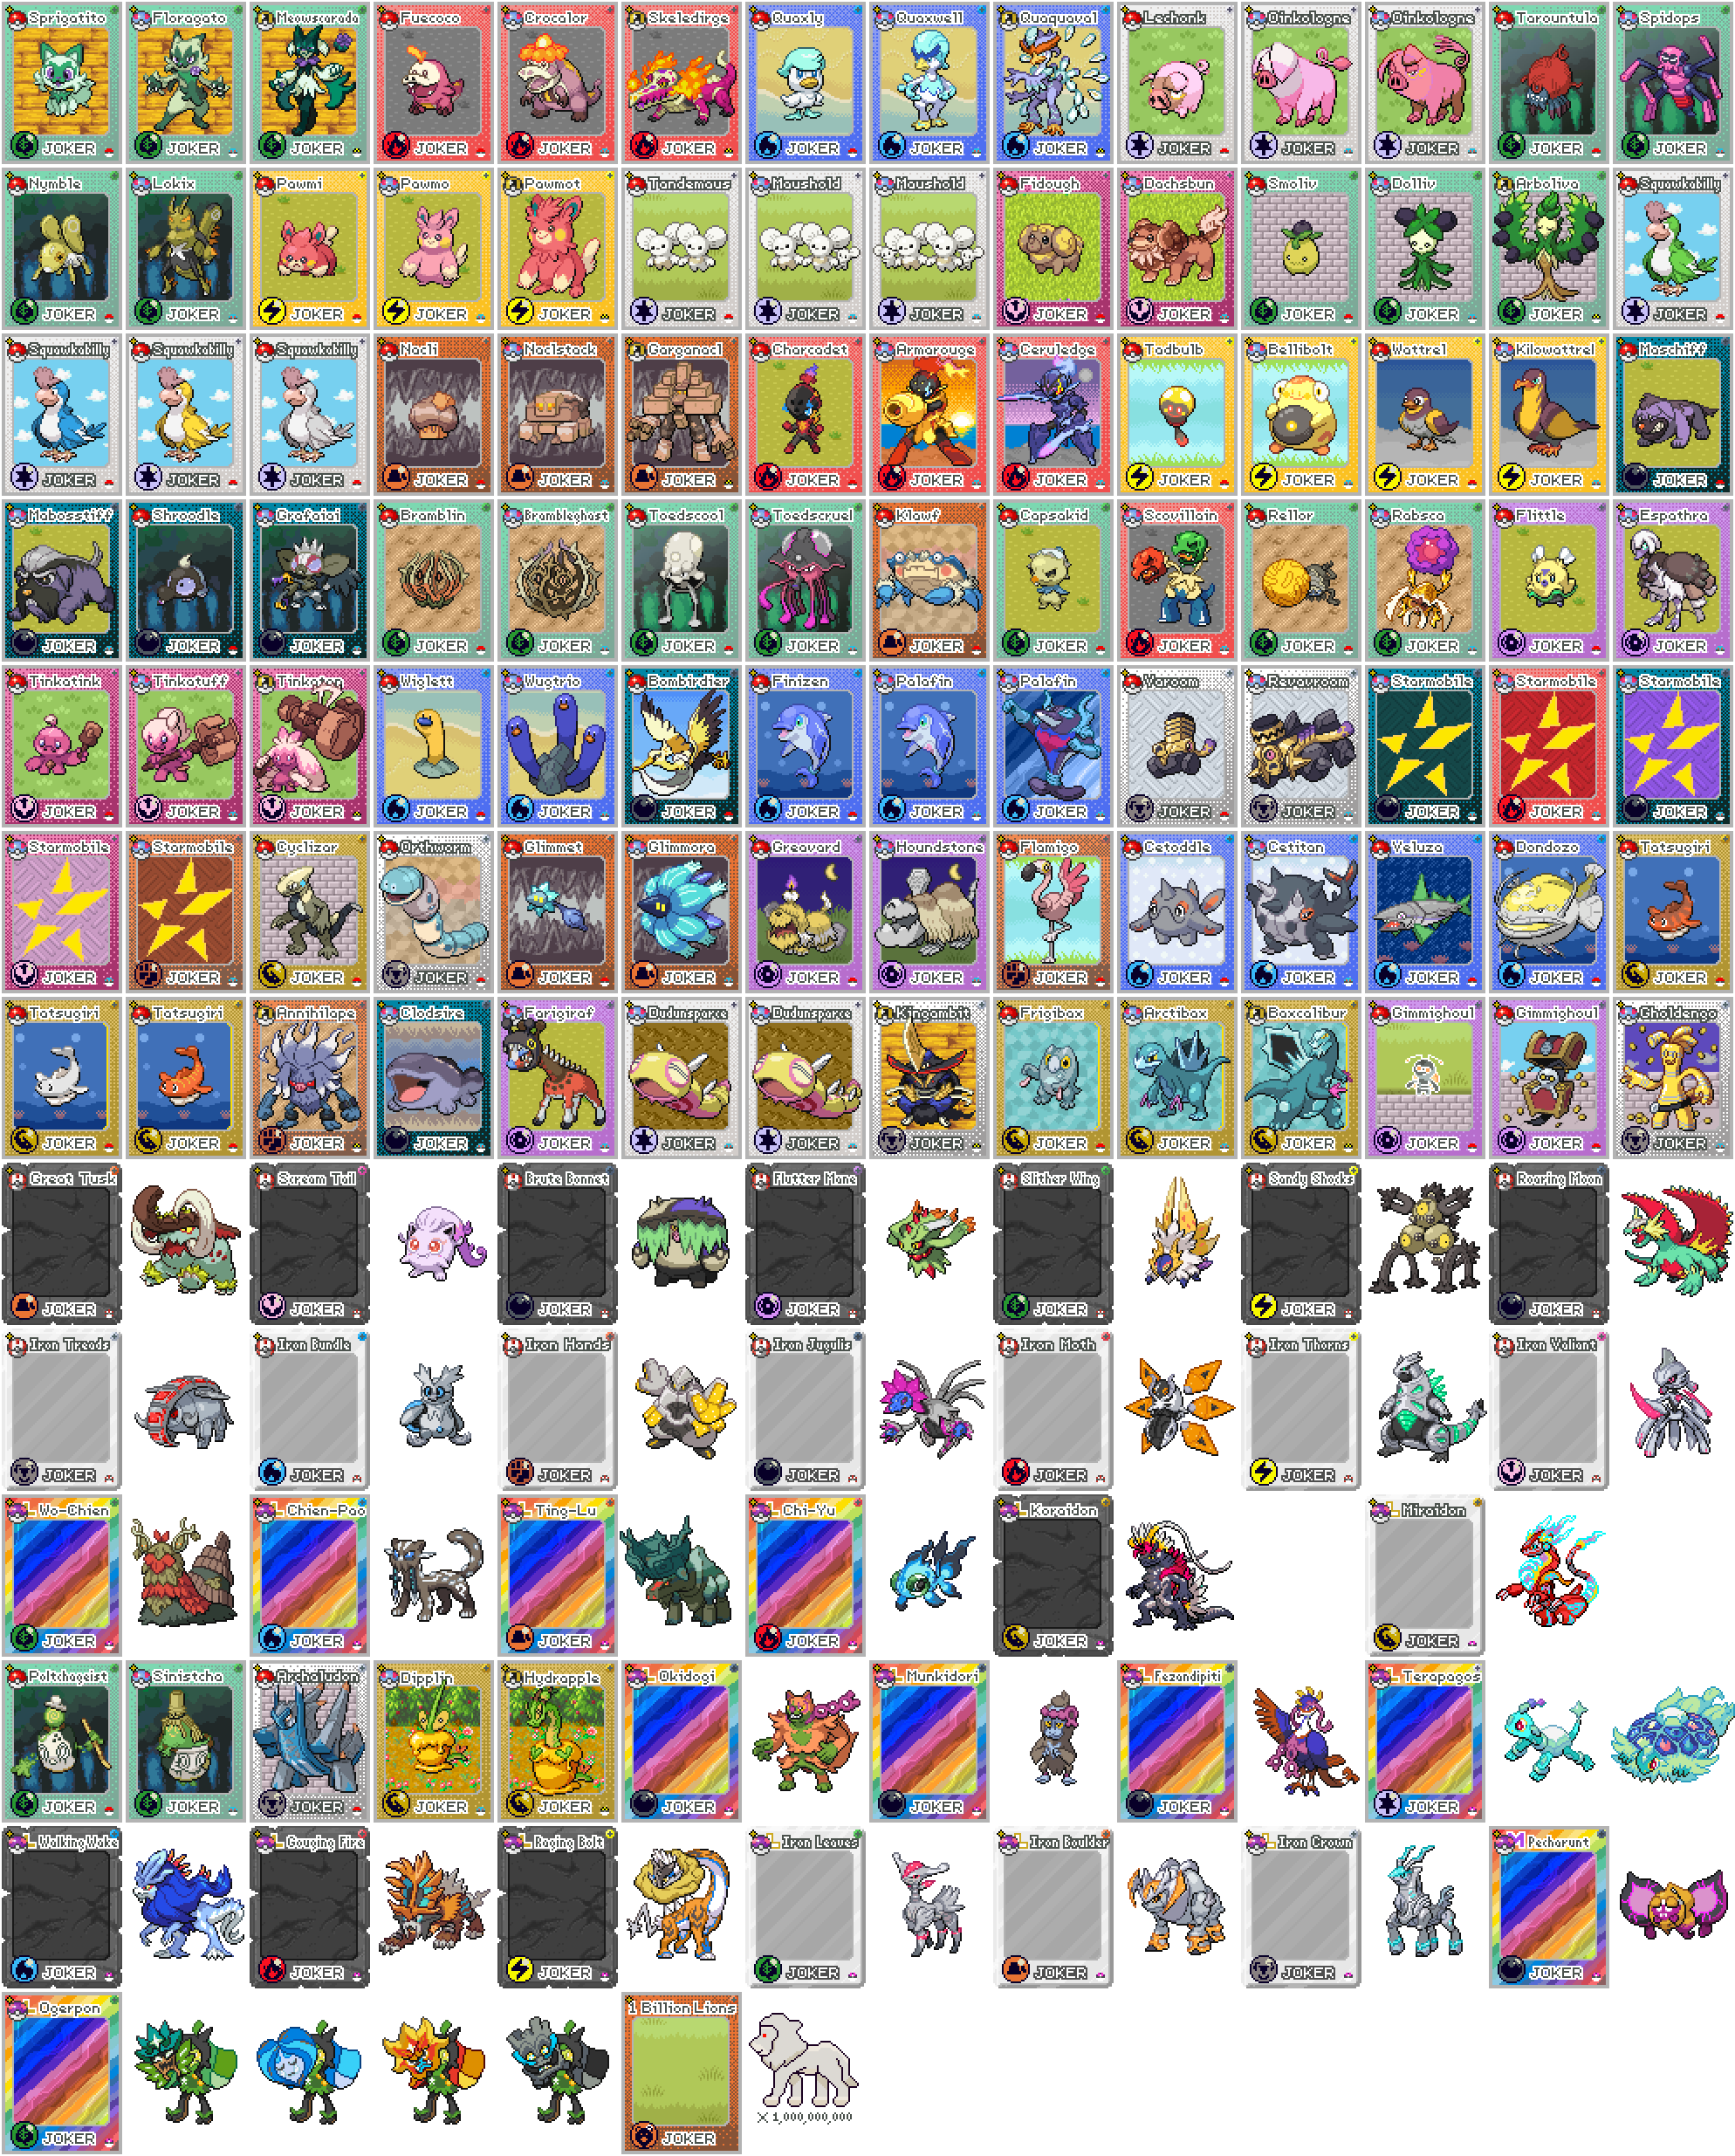 Sprigatito Floragato Meowscarada Fuecoco Crocalor Skeledirge Quaxly Quaxwell Quaquaval Lechonk Oinkologne Oinkologne Tarountula Spidops
JOKER JOKER JOKER JOKER JOKER JOKER JOKER JOKER JOKER JOKER JOKER JOKER JOKER JOKER
Nymble Lokix Pawmi Pawmo Pawmot Tandemaus Maushold Maushold Fidough Dachsbun Smoliv Dolliv Arboliva Squawkabilly
JOKER JOKER JOKER JOKER JOKER JOKER JOKER JOKER JOKER JOKER JOKER JOKER JOKER JOKER
Squawkabilly Squawkabilly Squawkabilly Nacli Naclstack Garganacl Charcadet Armarouge Ceruledge Tadbulb Bellibolt Wattrel Kilowattrel Maschiff
JOKER JOKER JOKER JOKER JOKER JOKER JOKER JOKER JOKER JOKER JOKER JOKER JOKER JOKER
Mabosstiff Shroodle Grafaiai Bramblin Brambleghast Toedscool Toedscruel Klawf Capsakid Scovillain Rellor Rabsca Flittle Espathra
JOKER JOKER JOKER JOKER JOKER JOKER JOKER JOKER JOKER JOKER JOKER JOKER JOKER JOKER
Tinkatink Tinkatuff Tinkaton Wiglett Wugtrio Bombirdier Finizen Palafin Palafin Varoom Revavroom Starmobile Starmobile Starmobile
JOKER JOKER JOKER JOKER JOKER JOKER JOKER JOKER JOKER JOKER JOKER JOKER JOKER JOKER
Starmobile Starmobile Cyclizar Orthworm Glimmet Glimmora Greavard Houndstone Flamigo Cetoddle Cetitan Veluza Dondozo Tatsugiri
JOKER JOKER JOKER JOKER JOKER JOKER JOKER JOKER JOKER JOKER JOKER JOKER JOKER JOKER
Tatsugiri Tatsugiri Annihilape Clodsire Farigiraf Dudunsparce Dudunsparce Kingambit Frigibax Arctibax Baxcalibur Gimmighoul Gimmighoul Gholdengo
JOKER JOKER JOKER JOKER JOKER JOKER JOKER JOKER JOKER JOKER JOKER JOKER JOKER JOKER
Great Tusk Scream Tail Brute Bonnet Flutter Mane Slither Wing Sandy Shocks Roaring Moon
JOKER JOKER JOKER JOKER JOKER JOKER JOKER
Iron Treads Iron Bundle Iron Hands Iron Jugulis Iron Moth Iron Thorns Iron Valiant
JOKER JOKER JOKER JOKER JOKER JOKER JOKER
Wo-Chien Chien-Pao Ting-Lu Chi-Yu Koraidon Miraidon
JOKER JOKER JOKER JOKER JOKER JOKER
Poltchageist Sinistcha Archaludon Dipplin Hydrapple Okidogi Munkidori Fezandipiti Terapagos
JOKER JOKER JOKER JOKER JOKER JOKER JOKER JOKER JOKER
Walking Wake Gouging Fire Raging Bolt Iron Leaves Iron Boulder Iron Crown Pecharunt
JOKER JOKER JOKER JOKER JOKER JOKER JOKER
Ogerpon 1 Billion Lions
× 1,000,000,000
JOKER JOKER